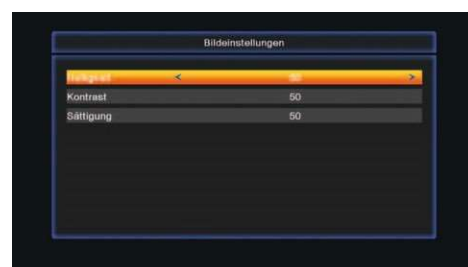 Bildeinstellungen
Helligkeit < 50 >
Kontrast 50
Sättigung 50